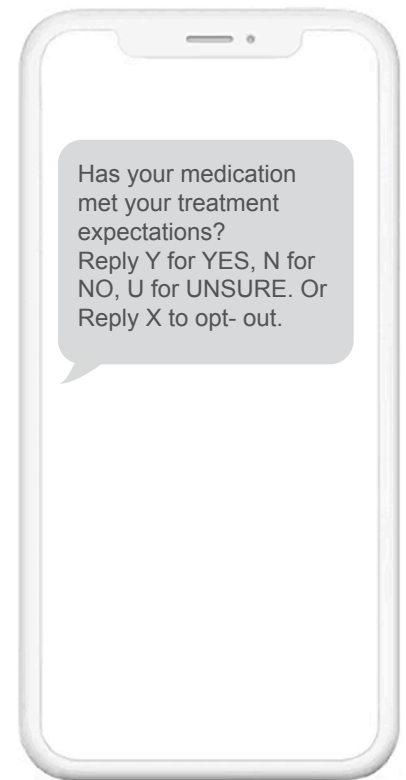 Has your medication
met your treatment
expectations?
Reply Y for YES, N for
NO, U for UNSURE. Or
Reply X to opt- out.